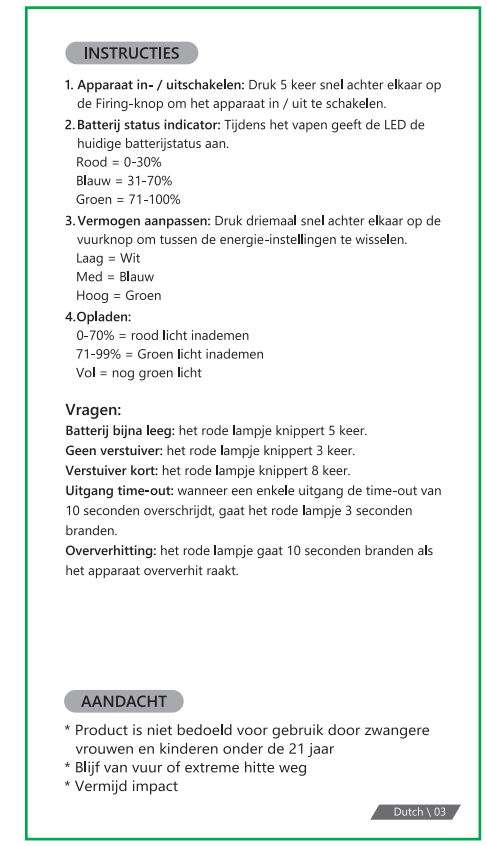 INSTRUCTIES
1. Apparaat in- / uitschakelen: Druk 5 keer snel achter elkaar op
de Firing-knop om het apparaat in / uit te schakelen.
2. Batterij status indicator: Tijdens het vapen geeft de LED de
huidige batterijstatus aan.
Rood = 0-30%
Blauw = 31-70%
Groen = 71-100%
3. Vermogen aanpassen: Druk driemaal snel achter elkaar op de
vuurknop om tussen de energie-instellingen te wisselen.
Laag = Wit
Med = Blauw
Hoog = Groen
4.Opladen:
0-70% = rood licht inademen
71-99% = Groen licht inademen
Vol = nog groen licht
Vragen:
Batterij bijna leeg: het rode lampje knippert 5 keer.
Geen verstuiver: het rode lampje knippert 3 keer.
Verstuiver kort: het rode lampje knippert 8 keer.
Uitgang time-out: wanneer een enkele uitgang de time-out van
10 seconden overschrijdt, gaat het rode lampje 3 seconden
branden.
Oververhitting: het rode lampje gaat 10 seconden branden als
het apparaat oververhit raakt.
AANDACHT
* Product is niet bedoeld voor gebruik door zwangere
vrouwen en kinderen onder de 21 jaar
* Blijf van vuur of extreme hitte weg
* Vermijd impact
Dutch \ 03